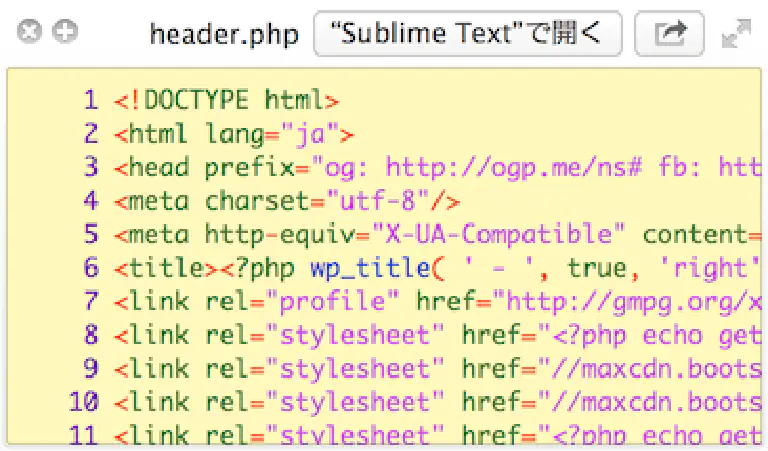 header.php "Sublime Text"で開く
1 <!DOCTYPE html>
2 <html lang="ja">
3 <head prefix="og: http://ogp.me/ns# fb: htt
4 <meta charset="utf-8"/>
5 <meta http-equiv="X-UA-Compatible" content=
6 <title><?php wp_title( ' - ', true, 'right'
7 <link rel="profile" href="http://gmpg.org/x
8 <link rel="stylesheet" href="<?php echo get
9 <link rel="stylesheet" href="//maxcdn.boots
10 <link rel="stylesheet" href="//maxcdn.boots
11 <link rel="stylesheet" href="<?php echo get